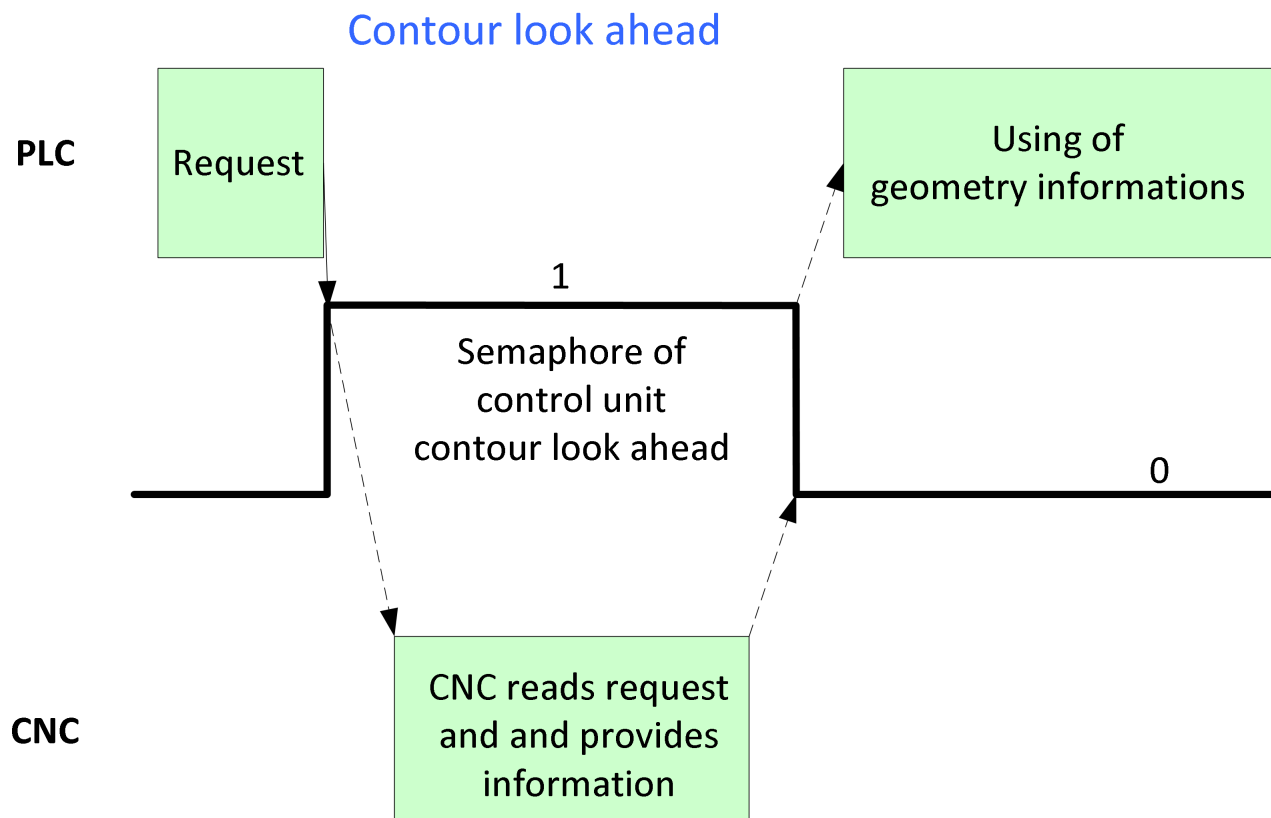 Contour look ahead
PLC
Request
Using of
geometry informations
1
Semaphore of
control unit
contour look ahead
0
CNC
CNC reads request
and and provides
information